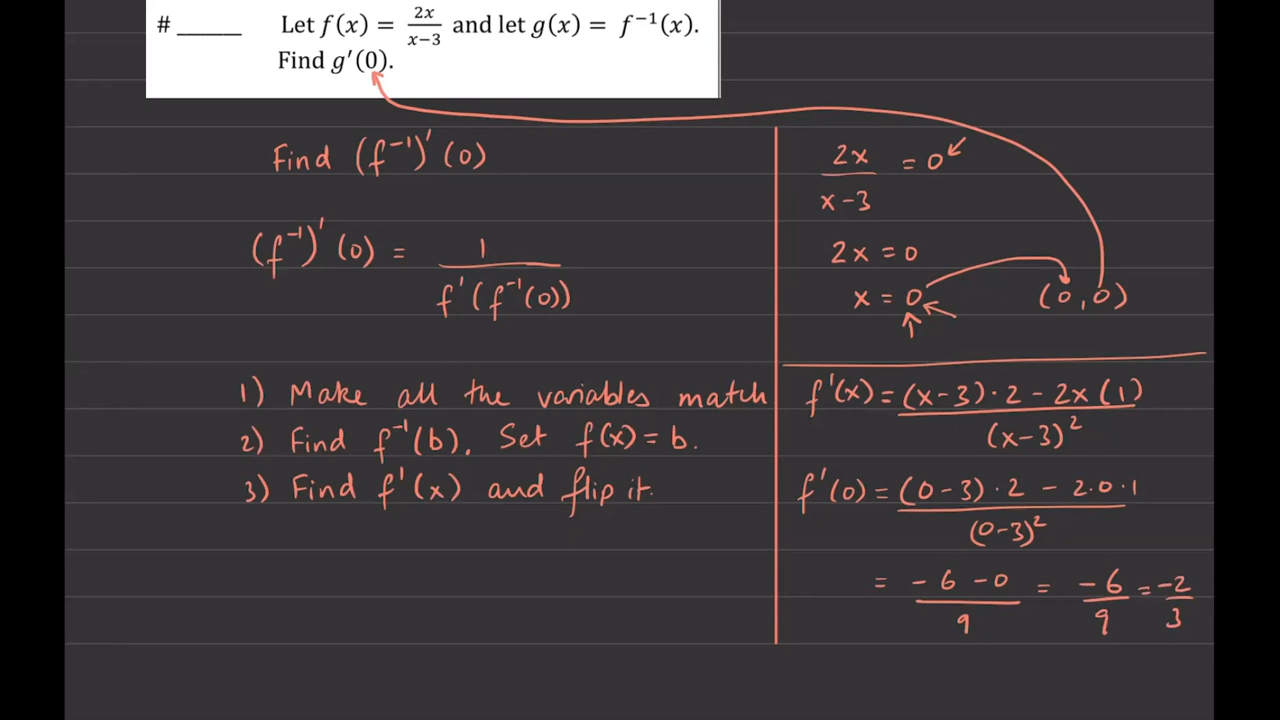 # _____ Let f(x) = 2x/(x−3) and let g(x) = f⁻¹(x).
Find g′(0).
Find (f⁻¹)′(0)
(f⁻¹)′(0) = 1/(f′(f⁻¹(0)))
1) Make all the variables match
2) Find f⁻¹(b). Set f(x) = b.
3) Find f′(x) and flip it.
2x/(x−3) = 0
2x = 0
x = 0 (0,0)
f′(x) = ((x−3)·2 − 2x(1))/(x−3)²
f′(0) = ((0−3)·2 − 2·0·1)/(0−3)²
= (−6 −0)/9 = −6/9 = −2/3